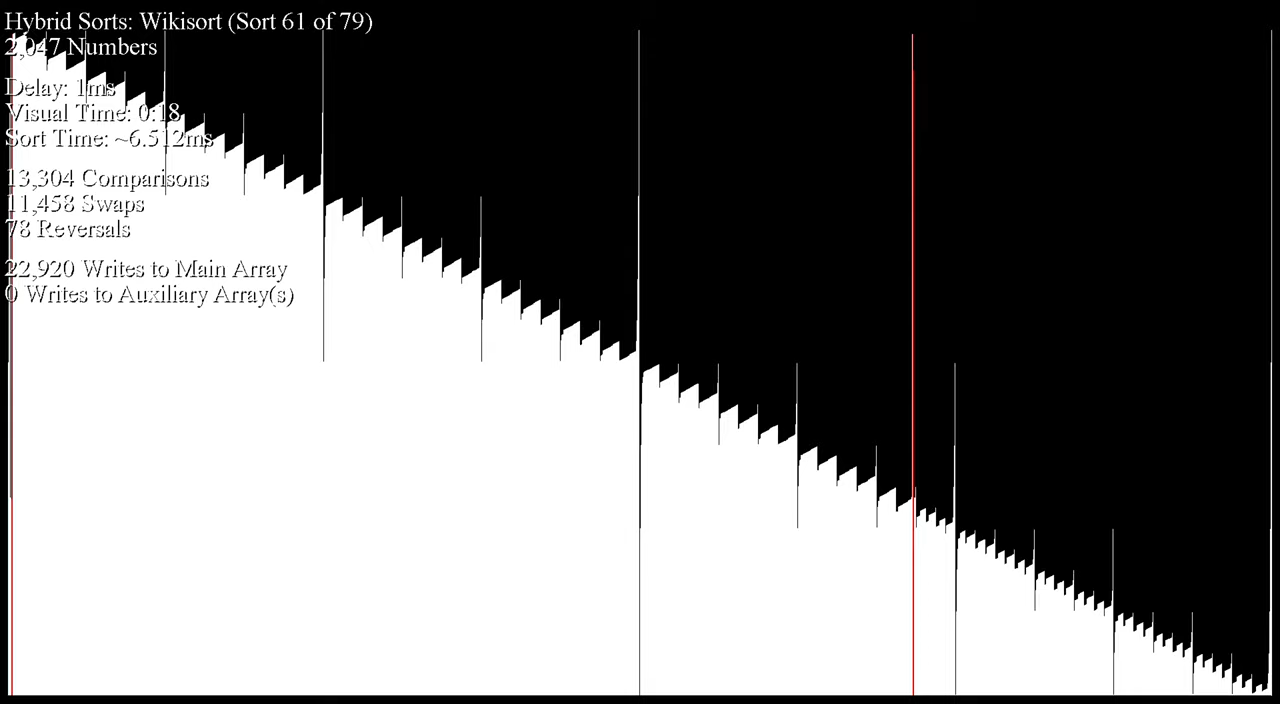 Hybrid Sorts: Wikisort (Sort 61 of 79)
2,047 Numbers
Delay: 1ms
Visual Time: 0:18
Sort Time: ~6.512ms
13,304 Comparisons
11,458 Swaps
78 Reversals
22,920 Writes to Main Array
0 Writes to Auxiliary Array(s)